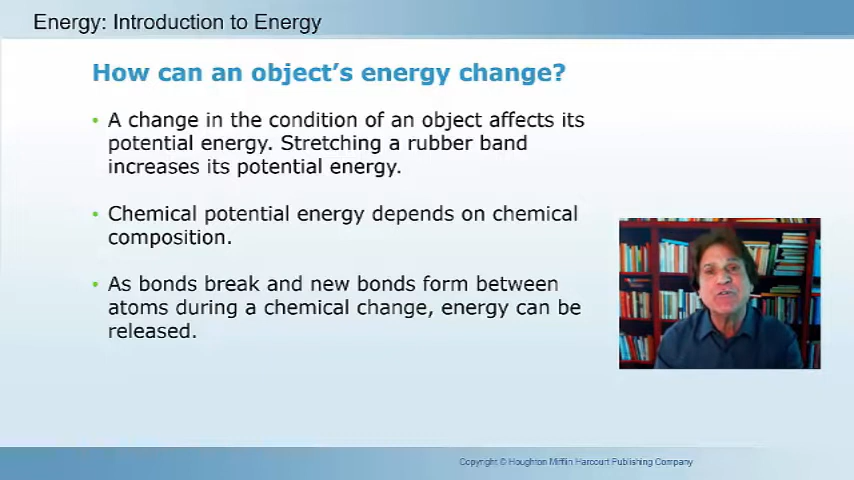 Energy: Introduction to Energy
How can an object's energy change?
• A change in the condition of an object affects its
potential energy. Stretching a rubber band
increases its potential energy.
• Chemical potential energy depends on chemical
composition.
• As bonds break and new bonds form between
atoms during a chemical change, energy can be
released.
Copyright © Houghton Mifflin Harcourt Publishing Company